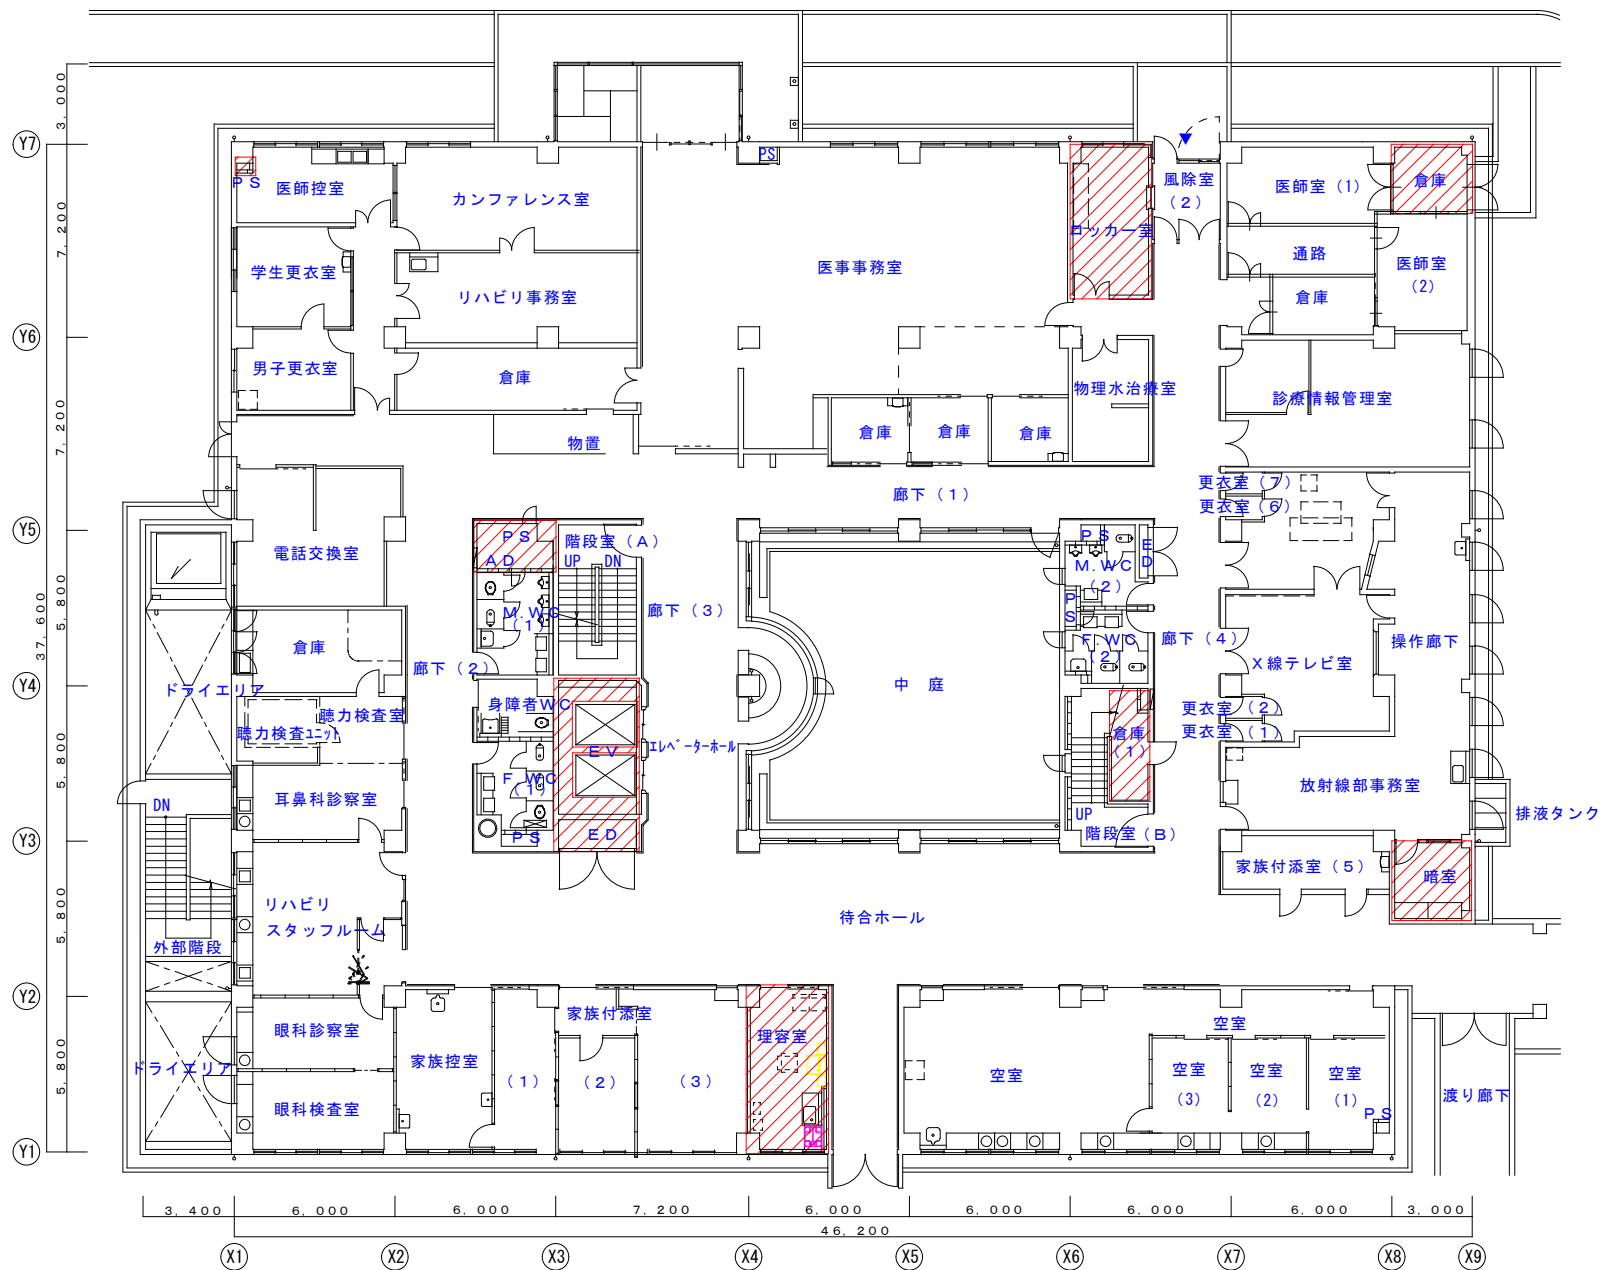 3,000
Y7
PS
PS
医師控室
カンファレンス室
風除室
(2)
医師室(1)
倉庫
7,200
学生更衣室
リハビリ事務室
医事事務室
ロッカー室
通路
医師室
(2)
倉庫
Y6
男子更衣室
倉庫
物理水治療室
診療情報管理室
7,200
物置
倉庫
倉庫
倉庫
廊下(1)
更衣室(7)
更衣室(6)
Y5
電話交換室
PS
AD
階段室(A)
UP
DN
PS
ED
M.WC
(2)
37,600
5,800
M.WC
(1)
廊下(3)
PS
F.WC
(2)
廊下(4)
倉庫
廊下(2)
X線テレビ室
操作廊下
Y4
ドライエリア
中庭
身障者WC
聴力検査室
聴力検査ユニット
EV
エレベーターホール
倉庫
(1)
更衣室(2)
更衣室(1)
5,800
耳鼻科診察室
F.WC
(1)
放射線部事務室
DN
UP
排液タンク
Y3
PS
ED
階段室(B)
家族付添室(5)
暗室
リハビリ
スタッフルーム
待合ホール
5,800
外部階段
Y2
眼科診察室
家族付添室
理容室
空室
ドライエリア
家族控室
(1)
(2)
(3)
空室
空室
(3)
空室
(2)
空室
(1)
PS
渡り廊下
5,800
眼科検査室
Y1
3,400
6,000
6,000
7,200
6,000
6,000
6,000
6,000
3,000
46,200
X1
X2
X3
X4
X5
X6
X7
X8
X9